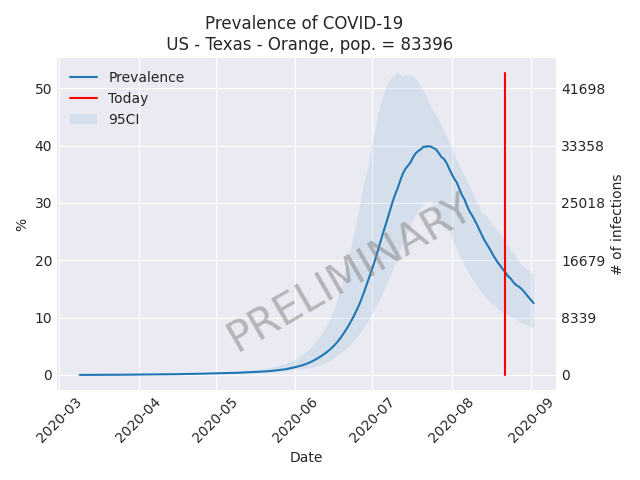 Prevalence of COVID-19
US - Texas - Orange, pop. = 83396
Prevalence
Today
95CI
50
40
30
20
10
0
%
41698
33358
25018
16679
8339
0
# of infections
PRELIMINARY
2020-03
2020-04
2020-05
2020-06
2020-07
2020-08
2020-09
Date